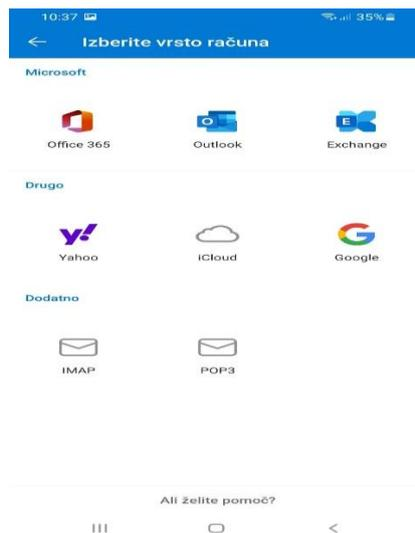 10:37 35%
Izberite vrsto računa
Microsoft
Office 365 Outlook Exchange
Drugo
Yahoo iCloud Google
Dodatno
IMAP POP3
Ali želite pomoč?